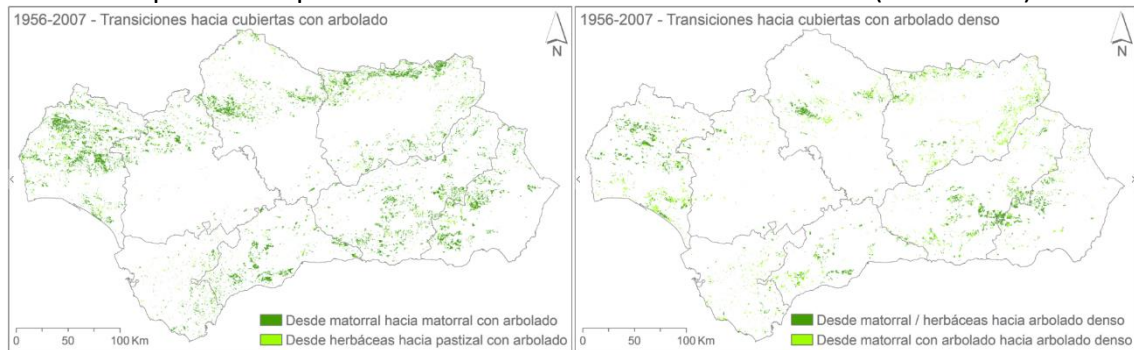 1956-2007 - Transiciones hacia cubiertas con arbolado
N
Desde matorral hacia matorral con arbolado
Desde herbáceas hacia pastizal con arbolado
0 50 100 Km
1956-2007 - Transiciones hacia cubiertas con arbolado denso
N
Desde matorral / herbáceas hacia arbolado denso
Desde matorral con arbolado hacia arbolado denso
0 50 100 Km